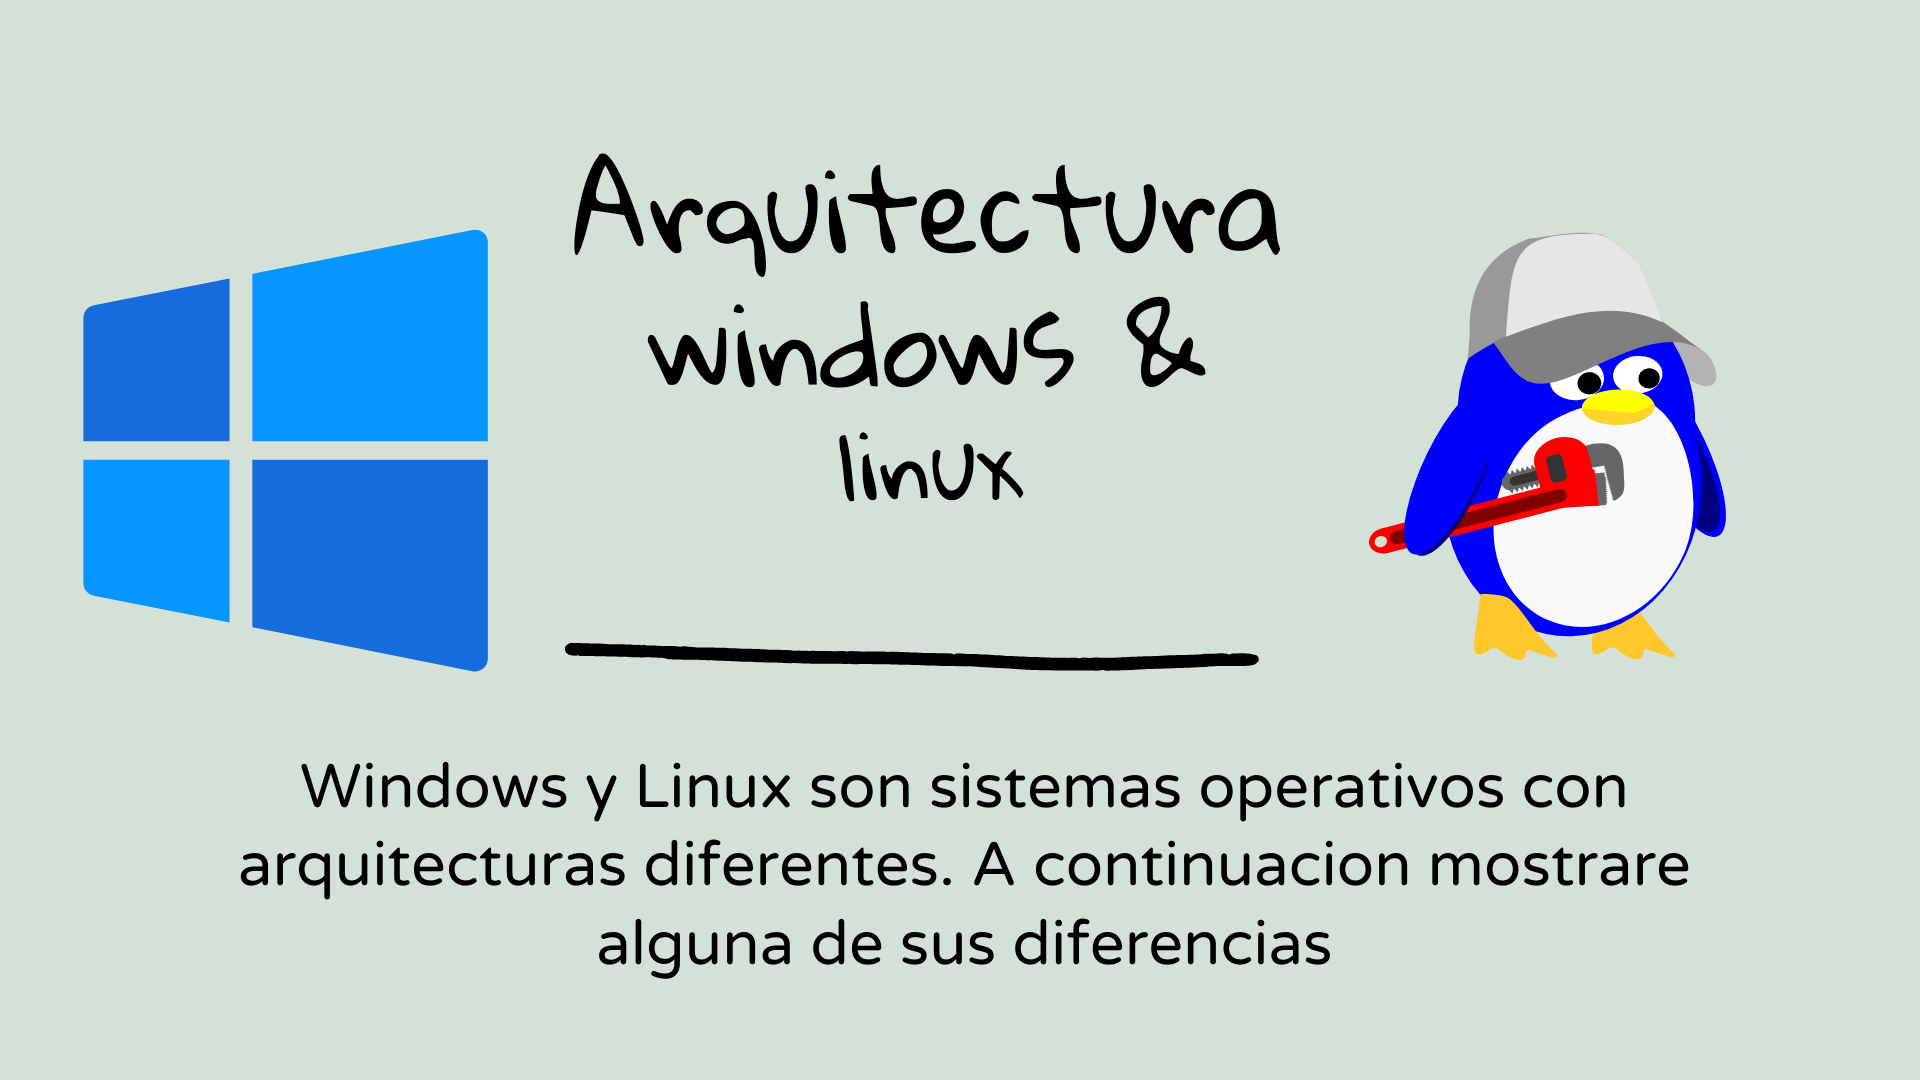 Arquitectura
windows &
linux
Windows y Linux son sistemas operativos con
arquitecturas diferentes. A continuacion mostrare
alguna de sus diferencias